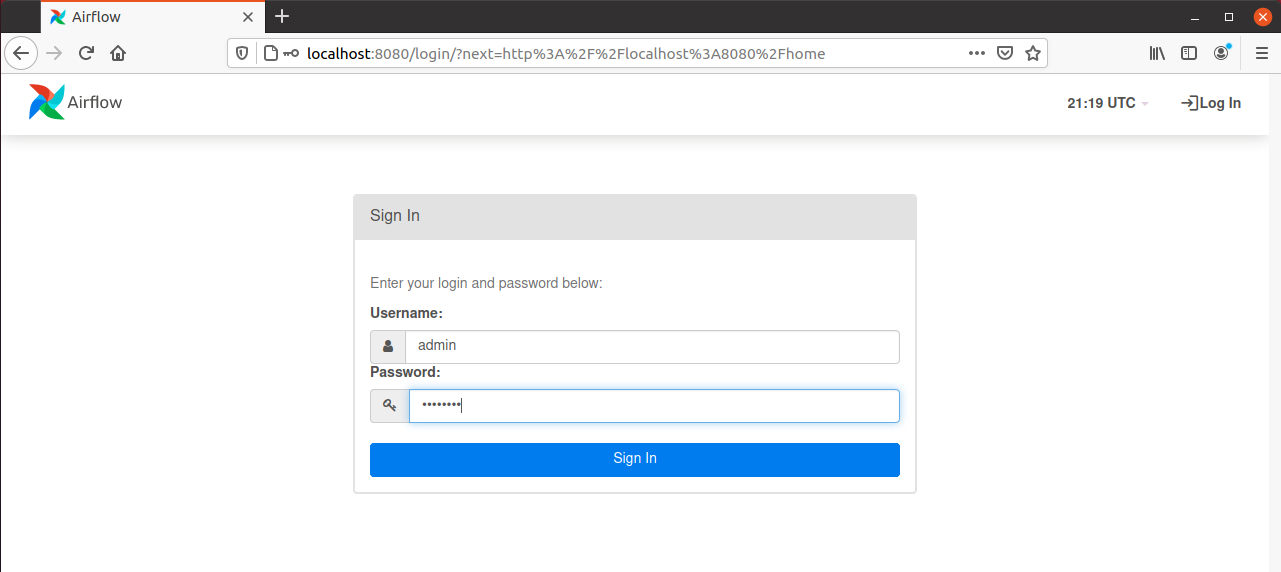 Airflow
localhost:8080/login/?next=http%3A%2F%2Flocalhost%3A8080%2Fhome
Airflow
21:19 UTC
Log In
Sign In
Enter your login and password below:
Username:
admin
Password:
••••••••
Sign In